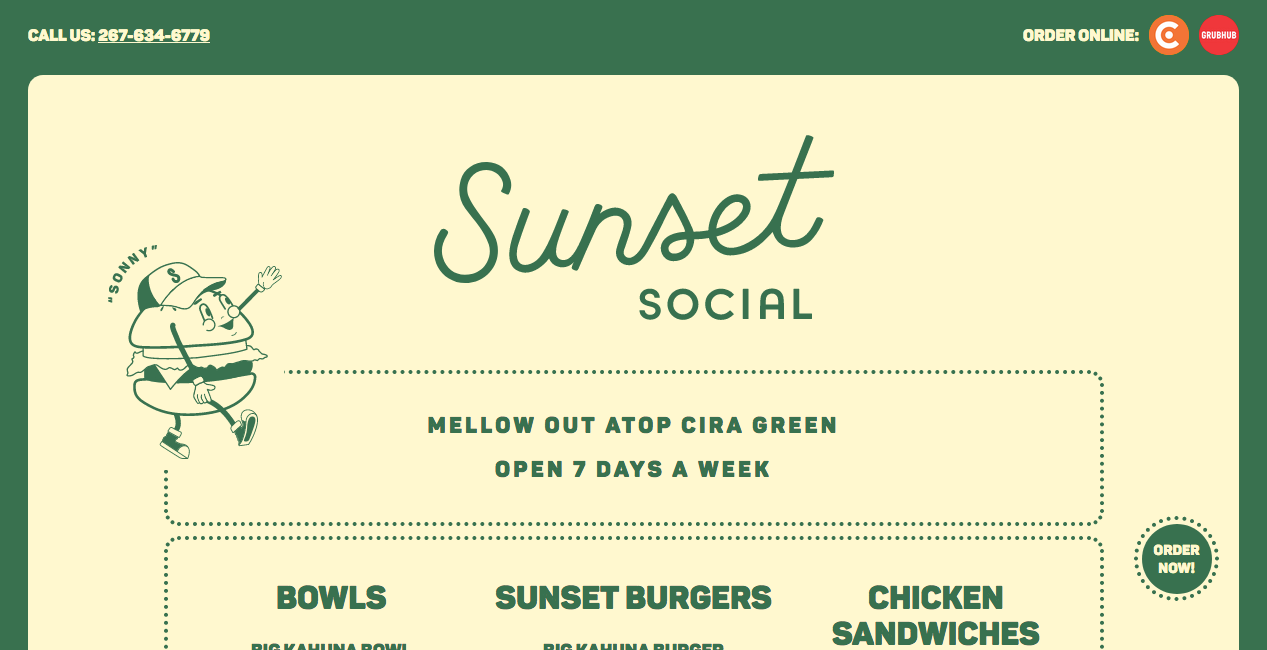 CALL US: 267-634-6779
ORDER ONLINE:
GRUBHUB
Sunset
SOCIAL
"SONNY"
S
MELLOW OUT ATOP CIRA GREEN
OPEN 7 DAYS A WEEK
ORDER
NOW!
BOWLS
SUNSET BURGERS
CHICKEN
SANDWICHES
BIG KAHUNA BOWL
BIG KAHUNA BURGER